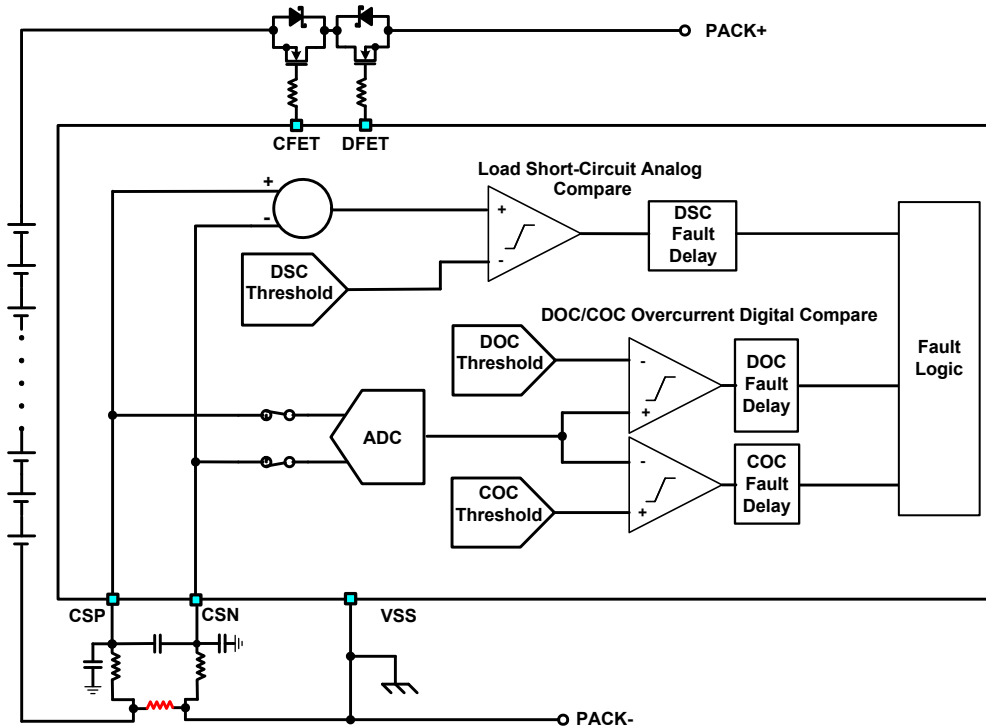 PACK+
CFET
DFET
Load Short-Circuit Analog
Compare
+
-
+
-
DSC
Threshold
DSC
Fault
Delay
DOC/COC Overcurrent Digital Compare
DOC
Threshold
-
+
DOC
Fault
Delay
Fault
Logic
ADC
-
+
COC
Threshold
COC
Fault
Delay
CSP
CSN
VSS
PACK-